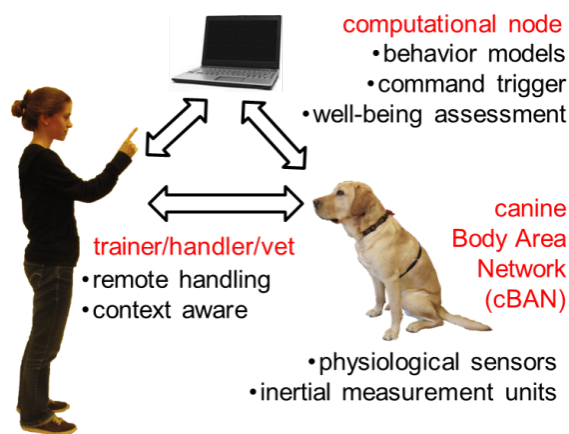 computational node
•behavior models
•command trigger
•well-being assessment
trainer/handler/vet
•remote handling
•context aware
canine
Body Area
Network
(cBAN)
•physiological sensors
•inertial measurement units